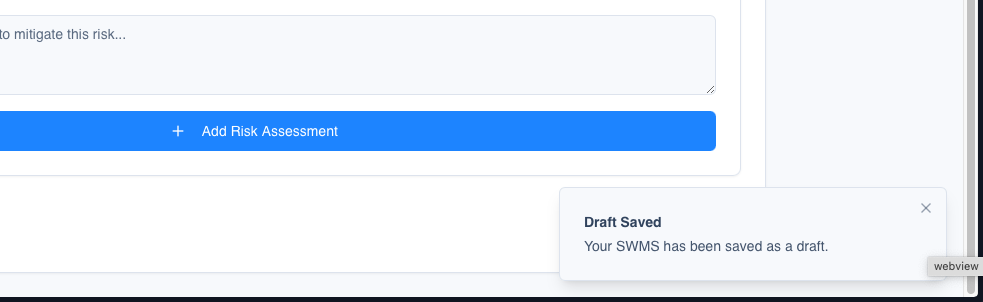 to mitigate this risk...
Add Risk Assessment
Draft Saved
Your SWMS has been saved as a draft.
webview